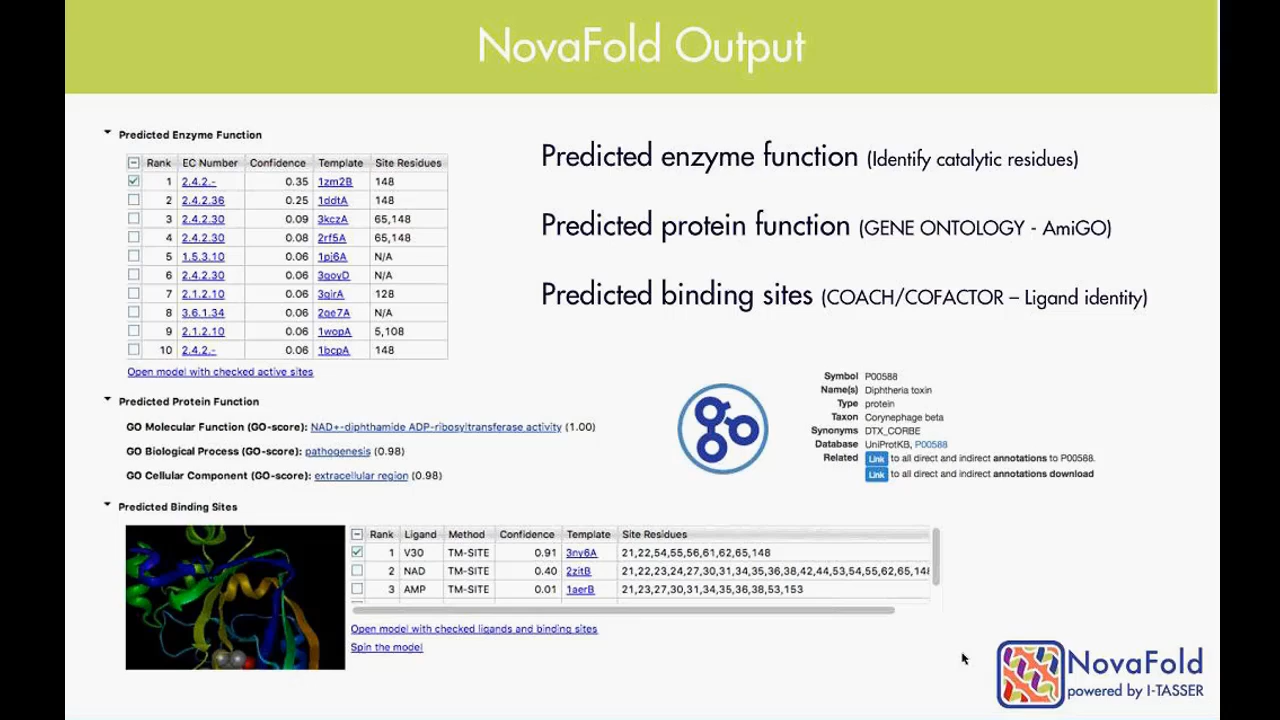 NovaFold Output
Predicted Enzyme Function
Rank EC Number Confidence Template Site Residues
1 2.4.2.- 0.35 1zm2B 148
2 2.4.2.36 0.25 1ddtA 148
3 2.4.2.30 0.09 3kczA 65,148
4 2.4.2.30 0.08 2rf5A 65,148
5 1.5.3.10 0.06 1pj6A N/A
6 2.4.2.30 0.06 3goyD N/A
7 2.1.2.10 0.06 3girA 128
8 3.6.1.34 0.06 2qe7A N/A
9 2.1.2.10 0.06 1wopA 5,108
10 2.4.2.- 0.06 1bcpA 148
Open model with checked active sites
Predicted enzyme function (Identify catalytic residues)
Predicted protein function (GENE ONTOLOGY - AmiGO)
Predicted binding sites (COACH/COFACTOR – Ligand identity)
Predicted Protein Function
GO Molecular Function (GO-score): NAD+-diphthamide ADP-ribosyltransferase activity (1.00)
GO Biological Process (GO-score): pathogenesis (0.98)
GO Cellular Component (GO-score): extracellular region (0.98)
Symbol P00588
Name(s) Diphtheria toxin
Type protein
Taxon Corynephage beta
Synonyms DTX_CORBE
Database UniProtKB, P00588
Related Link to all direct and indirect annotations to P00588.
Link to all direct and indirect annotations download
Predicted Binding Sites
Rank Ligand Method Confidence Template Site Residues
1 V30 TM-SITE 0.91 3ny6A 21,22,54,55,56,61,62,65,148
2 NAD TM-SITE 0.40 2zitB 21,22,23,24,27,30,31,34,35,36,38,42,44,53,54,55,62,65,148
3 AMP TM-SITE 0.01 1aerB 21,23,27,30,31,34,35,36,38,53,153
Open model with checked ligands and binding sites
Spin the model
NovaFold
powered by I-TASSER